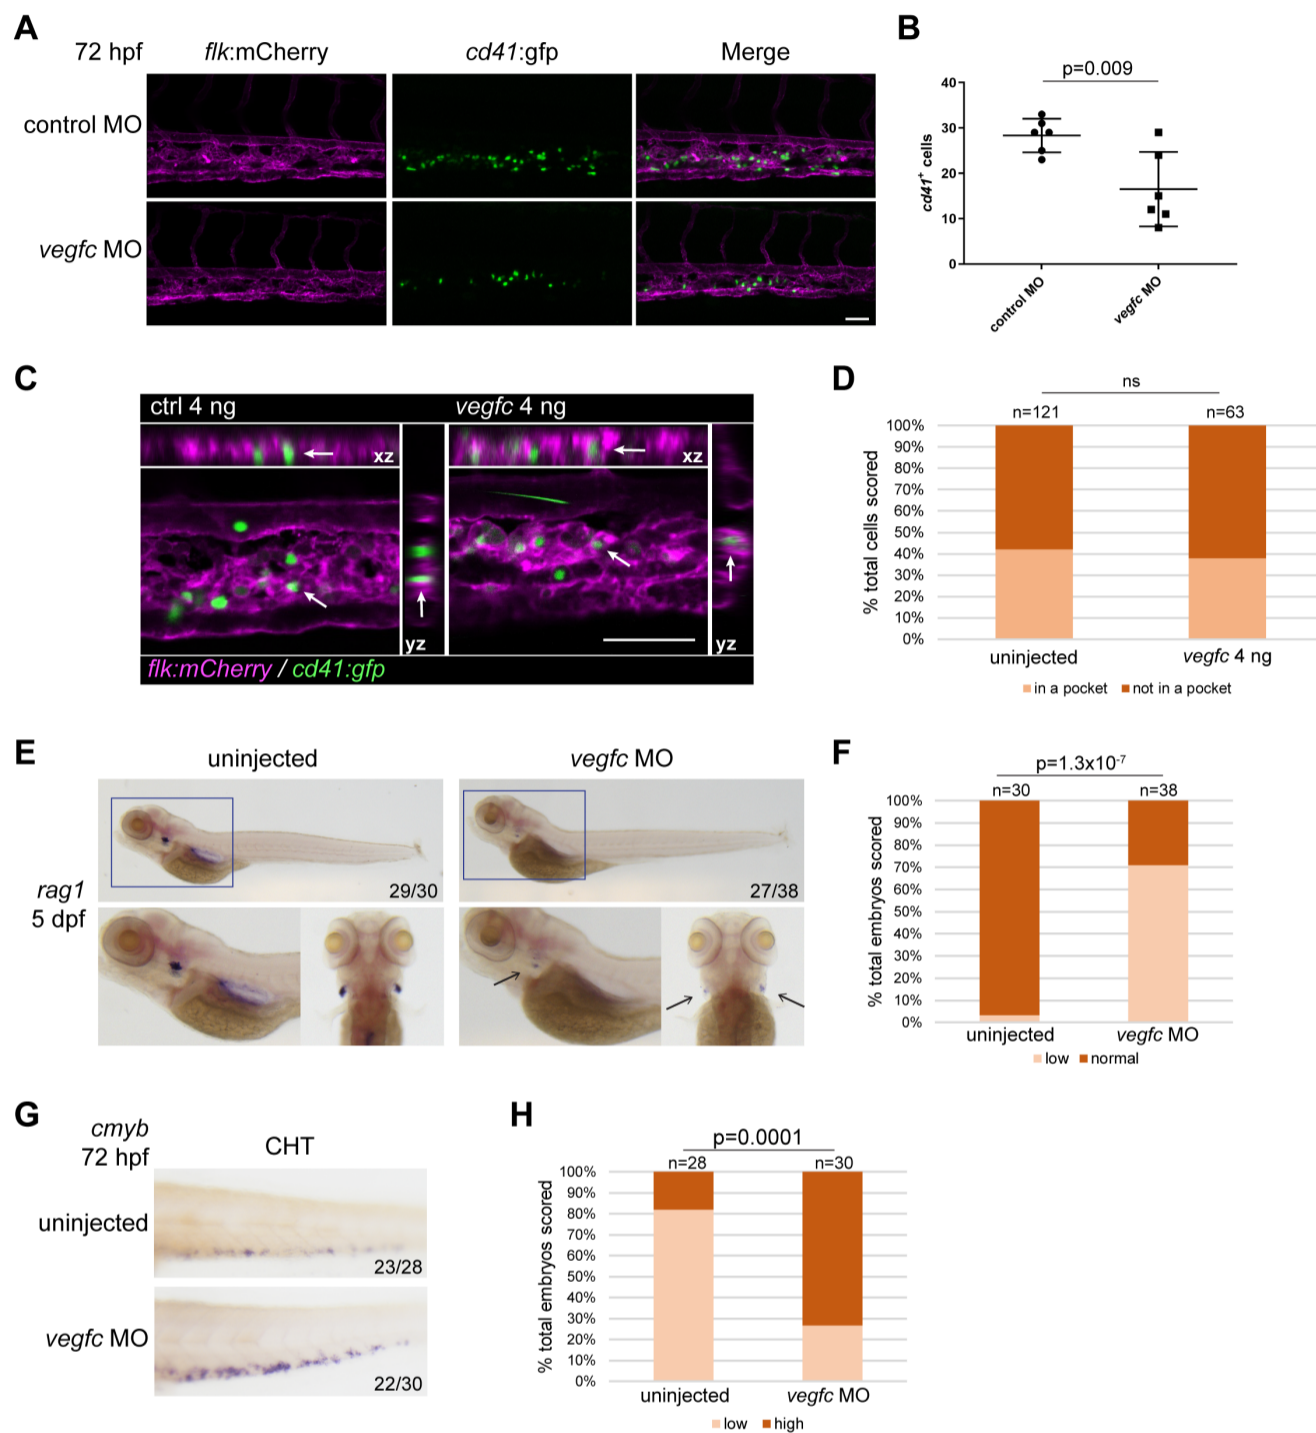 A
72 hpf
flk:mCherry
cd41:gfp
Merge
control MO
vegfc MO
B
p=0.009
40
30
20
10
0
cd41+ cells
control MO
vegfc MO
C
ctrl 4 ng
vegfc 4 ng
xz
xz
yz
yz
flk:mCherry / cd41:gfp
D
ns
n=121
n=63
100%
90%
80%
70%
60%
50%
40%
30%
20%
10%
0%
% total cells scored
uninjected
vegfc 4 ng
in a pocket
not in a pocket
E
uninjected
vegfc MO
rag1
5 dpf
29/30
27/38
F
p=1.3x10-7
n=30
n=38
100%
90%
80%
70%
60%
50%
40%
30%
20%
10%
0%
% total embryos scored
uninjected
vegfc MO
low
normal
G
cmyb
72 hpf
CHT
uninjected
23/28
vegfc MO
22/30
H
p=0.0001
n=28
n=30
100%
90%
80%
70%
60%
50%
40%
30%
20%
10%
0%
% total embryos scored
uninjected
vegfc MO
low
high